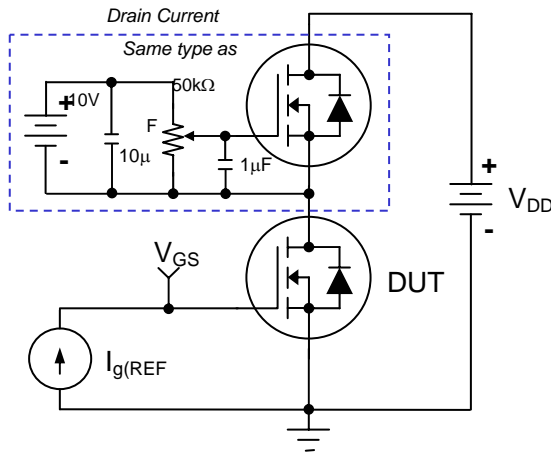 Drain Current
Same type as
50kΩ
+
10V
F
10μ
-
1μF
+
V_DD
-
V_GS
DUT
I_g(REF